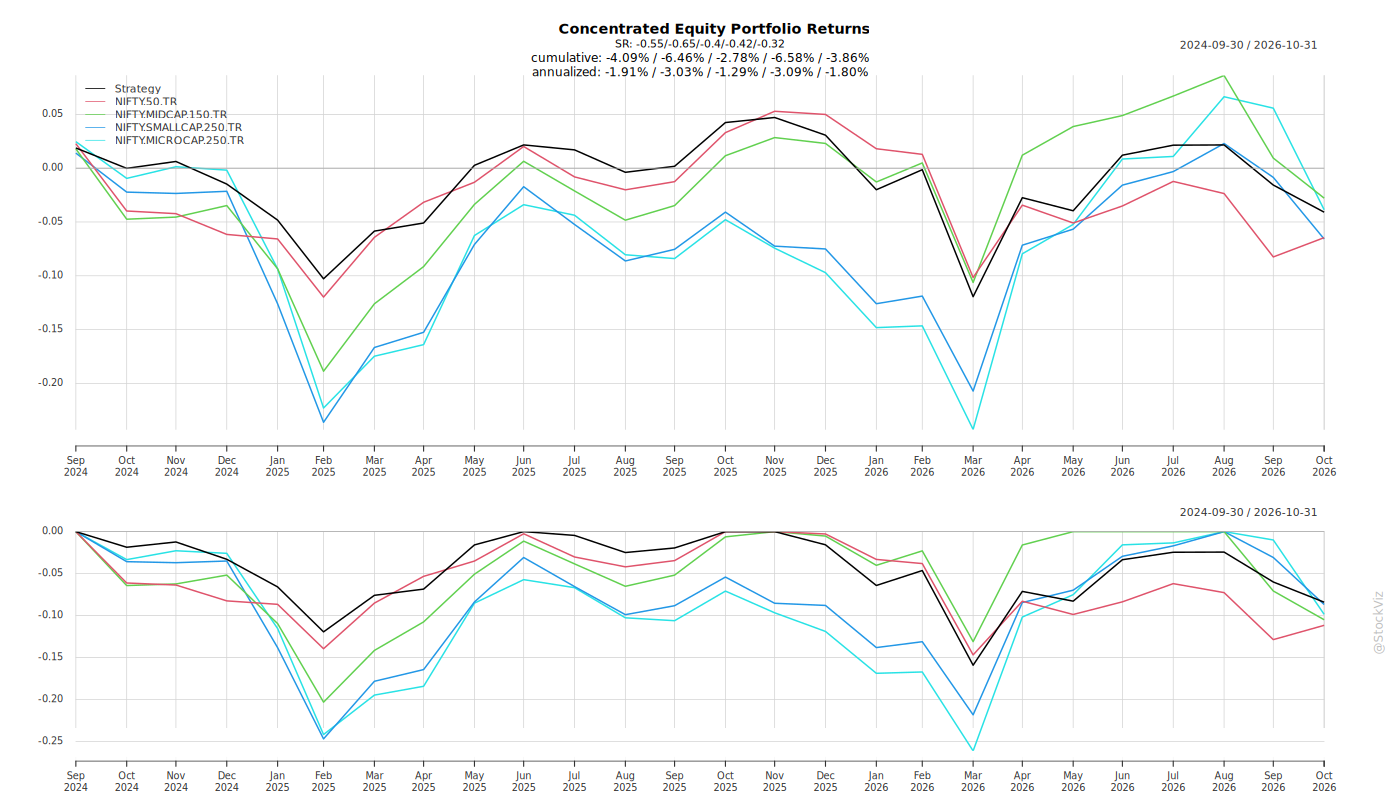 Concentrated Equity Portfolio Returns
SR: -0.55/-0.65/-0.4/-0.42/-0.32
cumulative: -4.09% / -6.46% / -2.78% / -6.58% / -3.86%
annualized: -1.91% / -3.03% / -1.29% / -3.09% / -1.80%
2024-09-30 / 2026-10-31
Strategy
NIFTY.50.TR
NIFTY.MIDCAP.150.TR
NIFTY.SMALLCAP.250.TR
NIFTY.MICROCAP.250.TR
0.05
0.00
-0.05
-0.10
-0.15
-0.20
Sep Oct Nov Dec Jan Feb Mar Apr May Jun Jul Aug Sep Oct Nov Dec Jan Feb Mar Apr May Jun Jul Aug Sep Oct
2024 2024 2024 2024 2025 2025 2025 2025 2025 2025 2025 2025 2025 2025 2025 2025 2026 2026 2026 2026 2026 2026 2026 2026 2026 2026
2024-09-30 / 2026-10-31
0.00
-0.05
-0.10
-0.15
-0.20
-0.25
Sep Oct Nov Dec Jan Feb Mar Apr May Jun Jul Aug Sep Oct Nov Dec Jan Feb Mar Apr May Jun Jul Aug Sep Oct
2024 2024 2024 2024 2025 2025 2025 2025 2025 2025 2025 2025 2025 2025 2025 2025 2026 2026 2026 2026 2026 2026 2026 2026 2026 2026
@StockViz